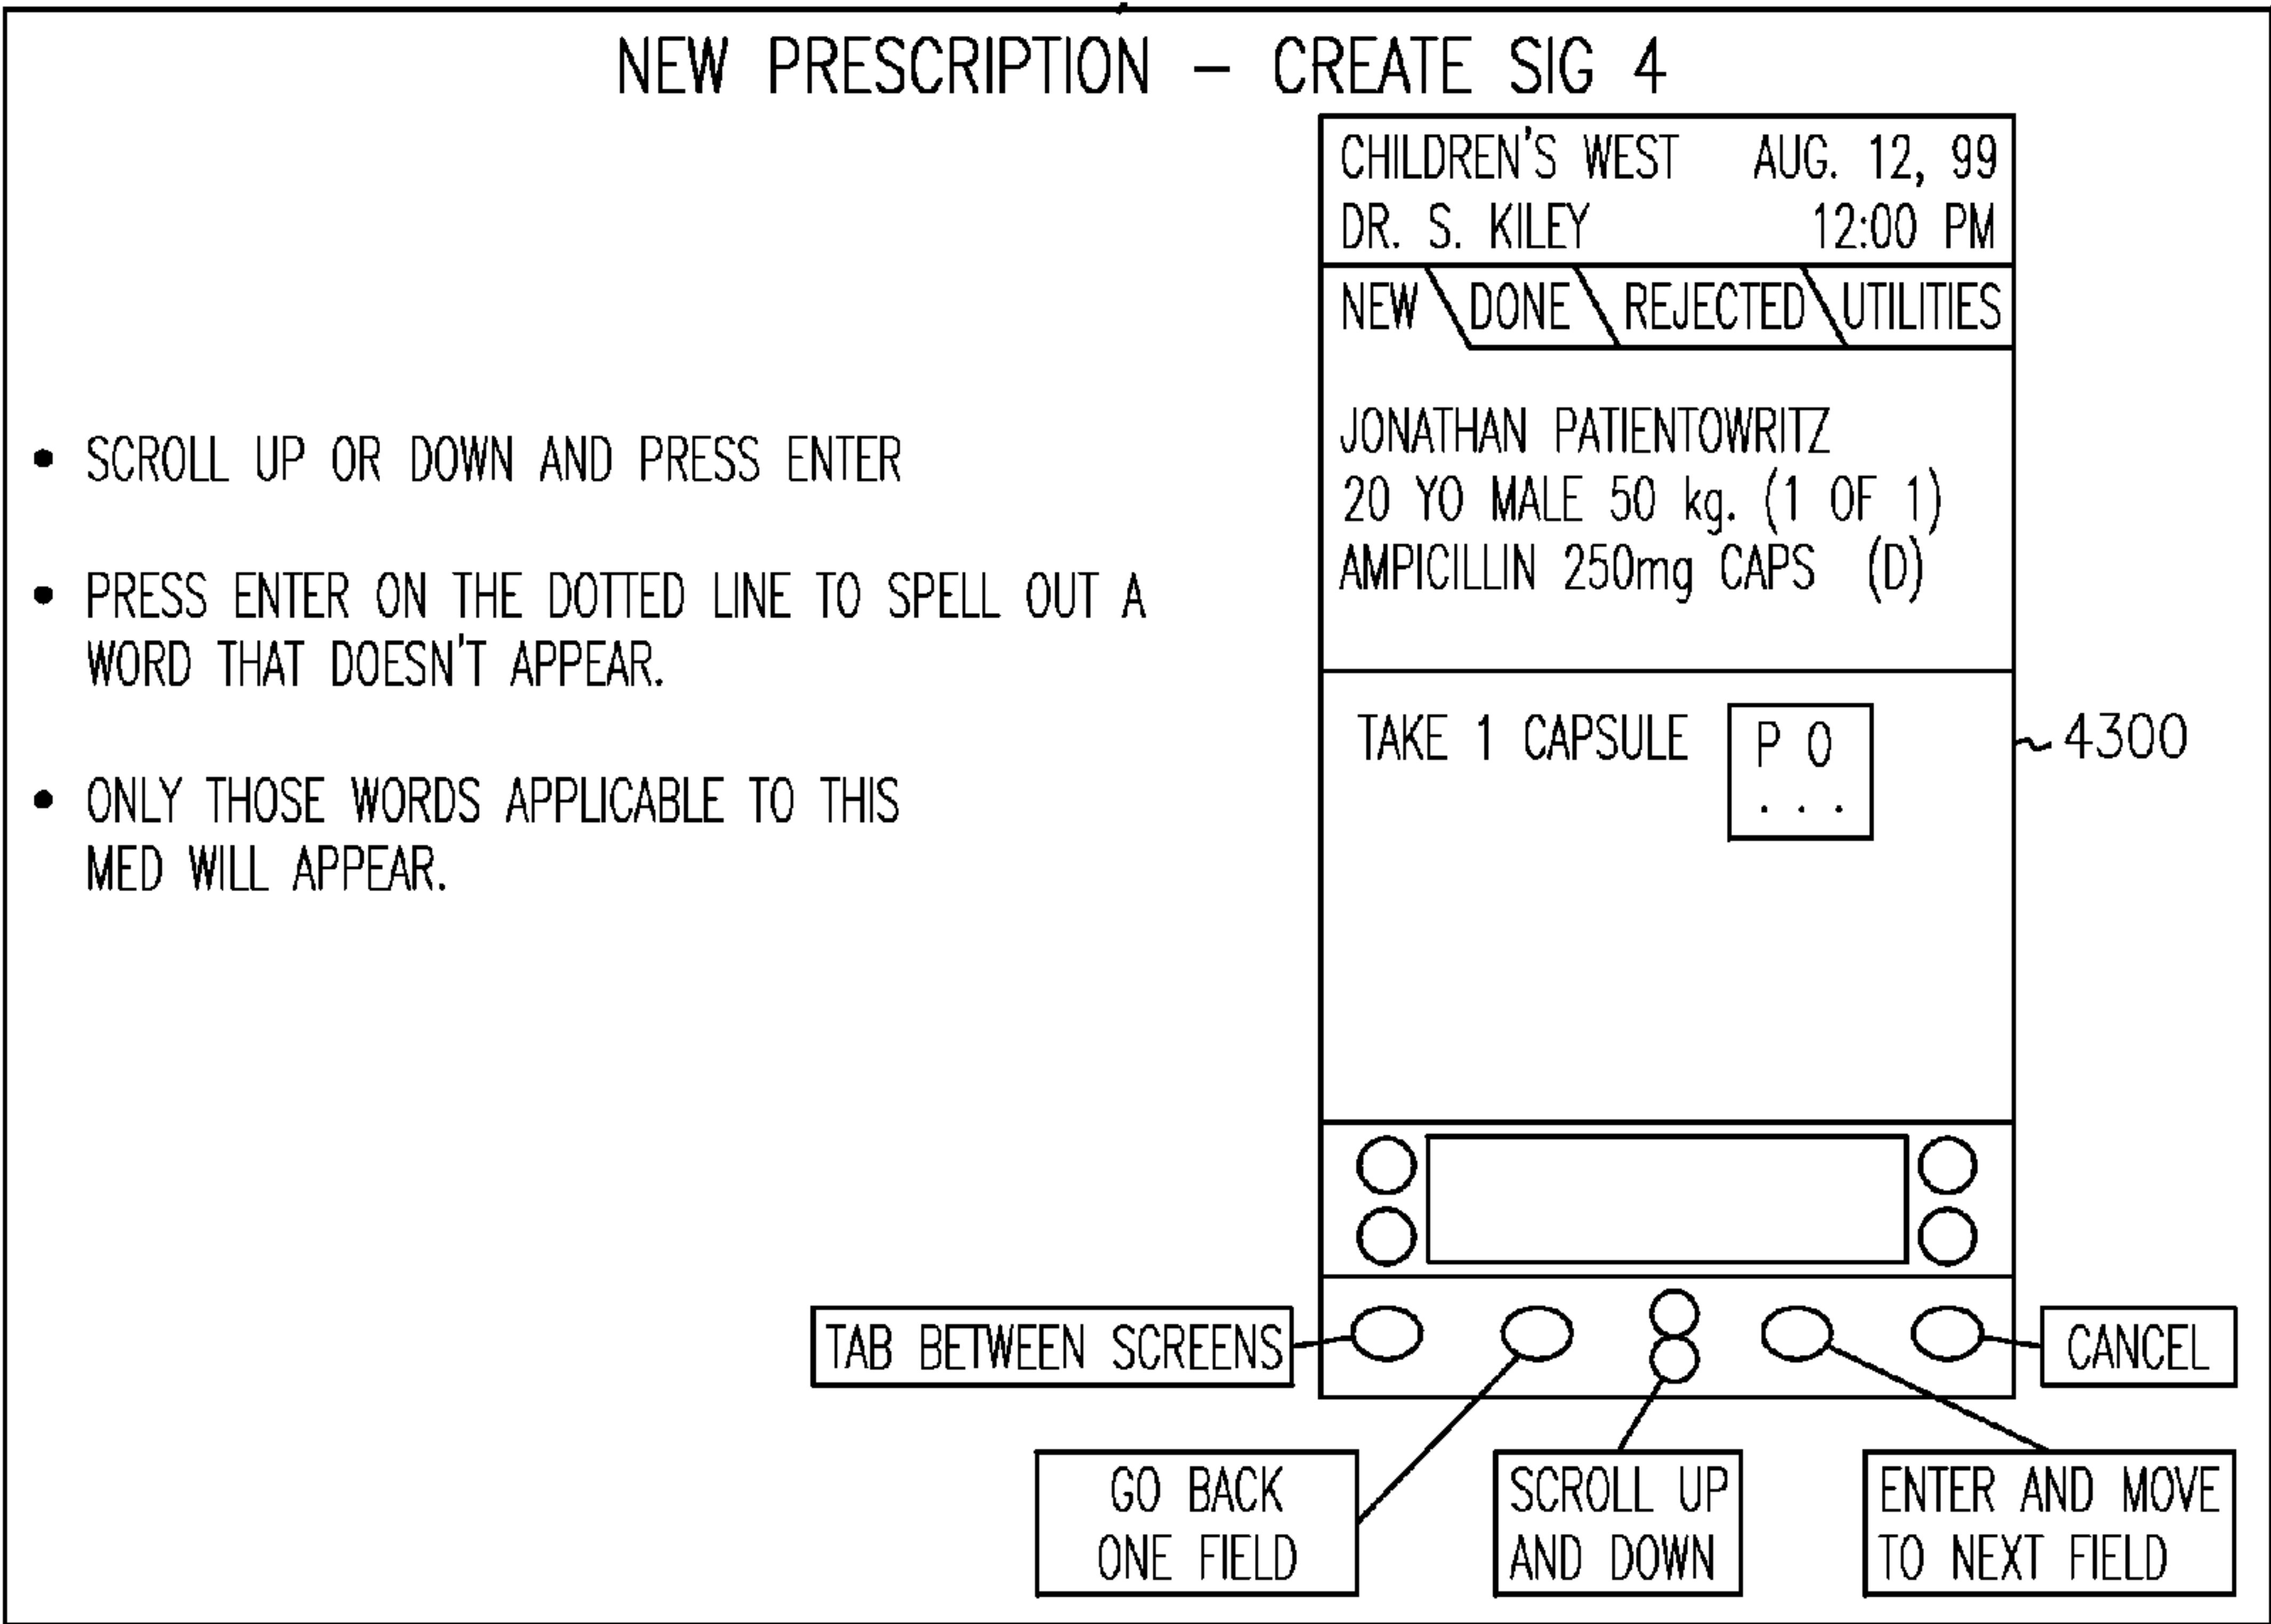 NEW PRESCRIPTION – CREATE SIG 4
• SCROLL UP OR DOWN AND PRESS ENTER
• PRESS ENTER ON THE DOTTED LINE TO SPELL OUT A
WORD THAT DOESN'T APPEAR.
• ONLY THOSE WORDS APPLICABLE TO THIS
MED WILL APPEAR.
CHILDREN'S WEST AUG. 12, 99
DR. S. KILEY 12:00 PM
NEW DONE REJECTED UTILITIES
JONATHAN PATIENTOWRITZ
20 YO MALE 50 kg. (1 OF 1)
AMPICILLIN 250mg CAPS (D)
TAKE 1 CAPSULE P O
. . .
4300
TAB BETWEEN SCREENS
CANCEL
GO BACK
ONE FIELD
SCROLL UP
AND DOWN
ENTER AND MOVE
TO NEXT FIELD